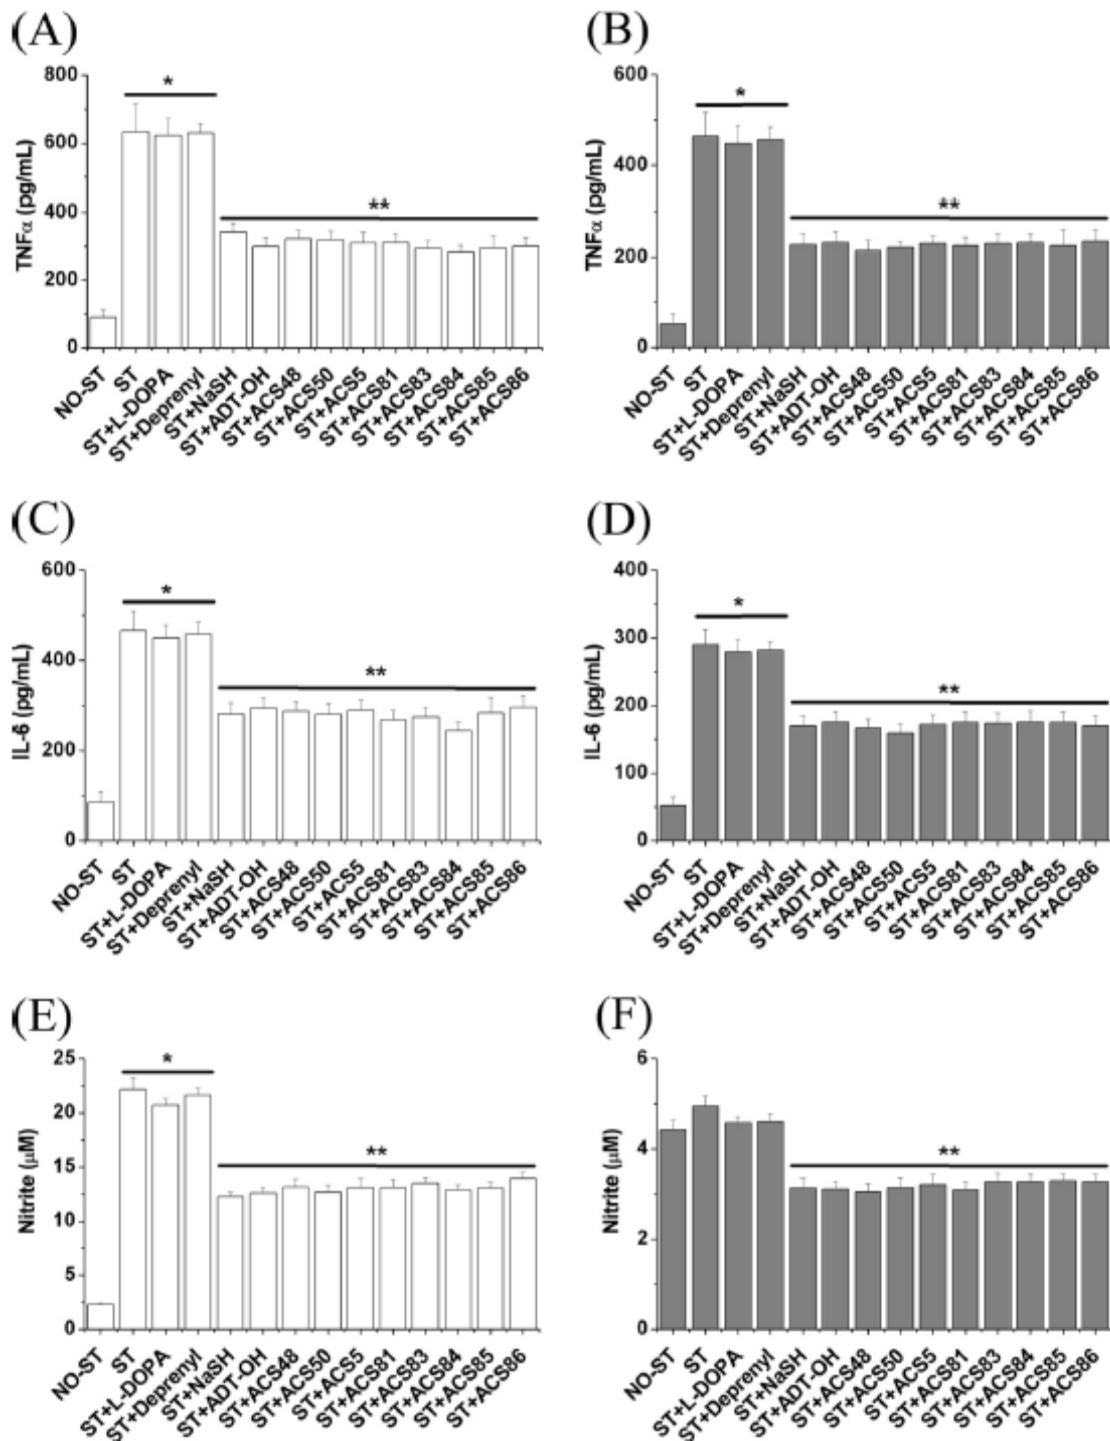 (A)
TNFα (pg/mL)
800
600
400
200
0
*
**
NO-ST
ST
ST+L-DOPA
ST+Deprenyl
ST+NaSH
ST+ADT-OH
ST+ACS48
ST+ACS50
ST+ACS5
ST+ACS81
ST+ACS83
ST+ACS84
ST+ACS85
ST+ACS86
(B)
TNFα (pg/mL)
600
400
200
0
*
**
NO-ST
ST
ST+L-DOPA
ST+Deprenyl
ST+NaSH
ST+ADT-OH
ST+ACS48
ST+ACS50
ST+ACS5
ST+ACS81
ST+ACS83
ST+ACS84
ST+ACS85
ST+ACS86
(C)
IL-6 (pg/mL)
600
400
200
0
*
**
NO-ST
ST
ST+L-DOPA
ST+Deprenyl
ST+NaSH
ST+ADT-OH
ST+ACS48
ST+ACS50
ST+ACS5
ST+ACS81
ST+ACS83
ST+ACS84
ST+ACS85
ST+ACS86
(D)
IL-6 (pg/mL)
400
300
200
100
0
*
**
NO-ST
ST
ST+L-DOPA
ST+Deprenyl
ST+NaSH
ST+ADT-OH
ST+ACS48
ST+ACS50
ST+ACS5
ST+ACS81
ST+ACS83
ST+ACS84
ST+ACS85
ST+ACS86
(E)
Nitrite (μM)
25
20
15
10
5
0
*
**
NO-ST
ST
ST+L-DOPA
ST+Deprenyl
ST+NaSH
ST+ADT-OH
ST+ACS48
ST+ACS50
ST+ACS5
ST+ACS81
ST+ACS83
ST+ACS84
ST+ACS85
ST+ACS86
(F)
Nitrite (μM)
6
4
2
0
**
NO-ST
ST
ST+L-DOPA
ST+Deprenyl
ST+NaSH
ST+ADT-OH
ST+ACS48
ST+ACS50
ST+ACS5
ST+ACS81
ST+ACS83
ST+ACS84
ST+ACS85
ST+ACS86